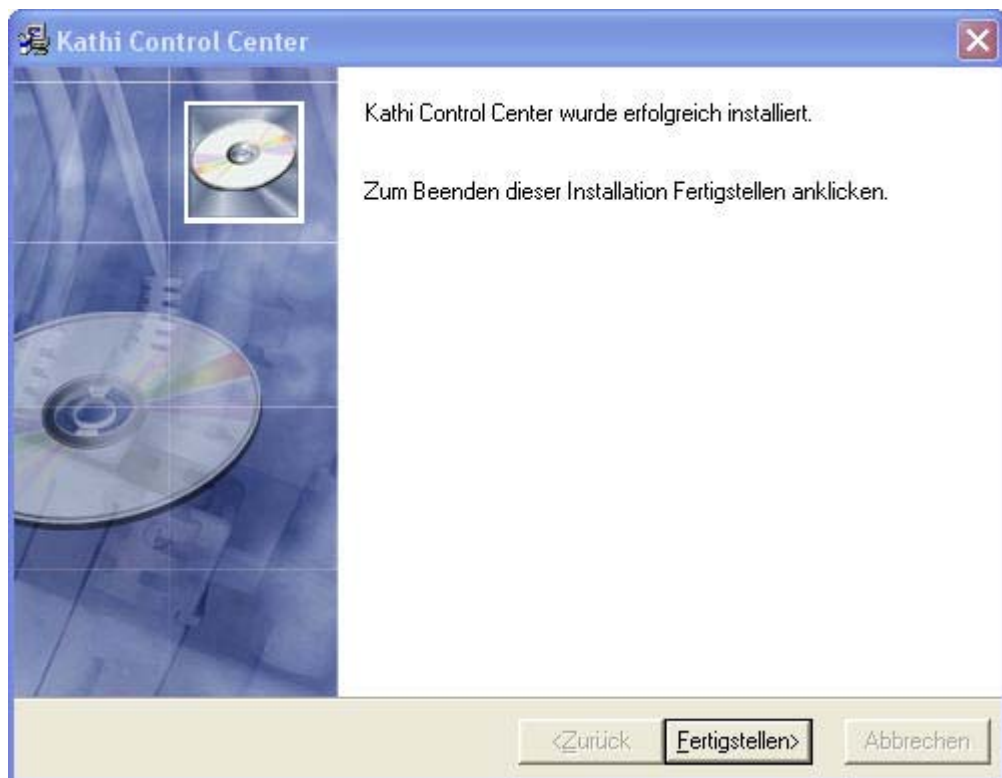 Kathi Control Center
Kathi Control Center wurde erfolgreich installiert.
Zum Beenden dieser Installation Fertigstellen anklicken.
<Zurück
Fertigstellen>
Abbrechen